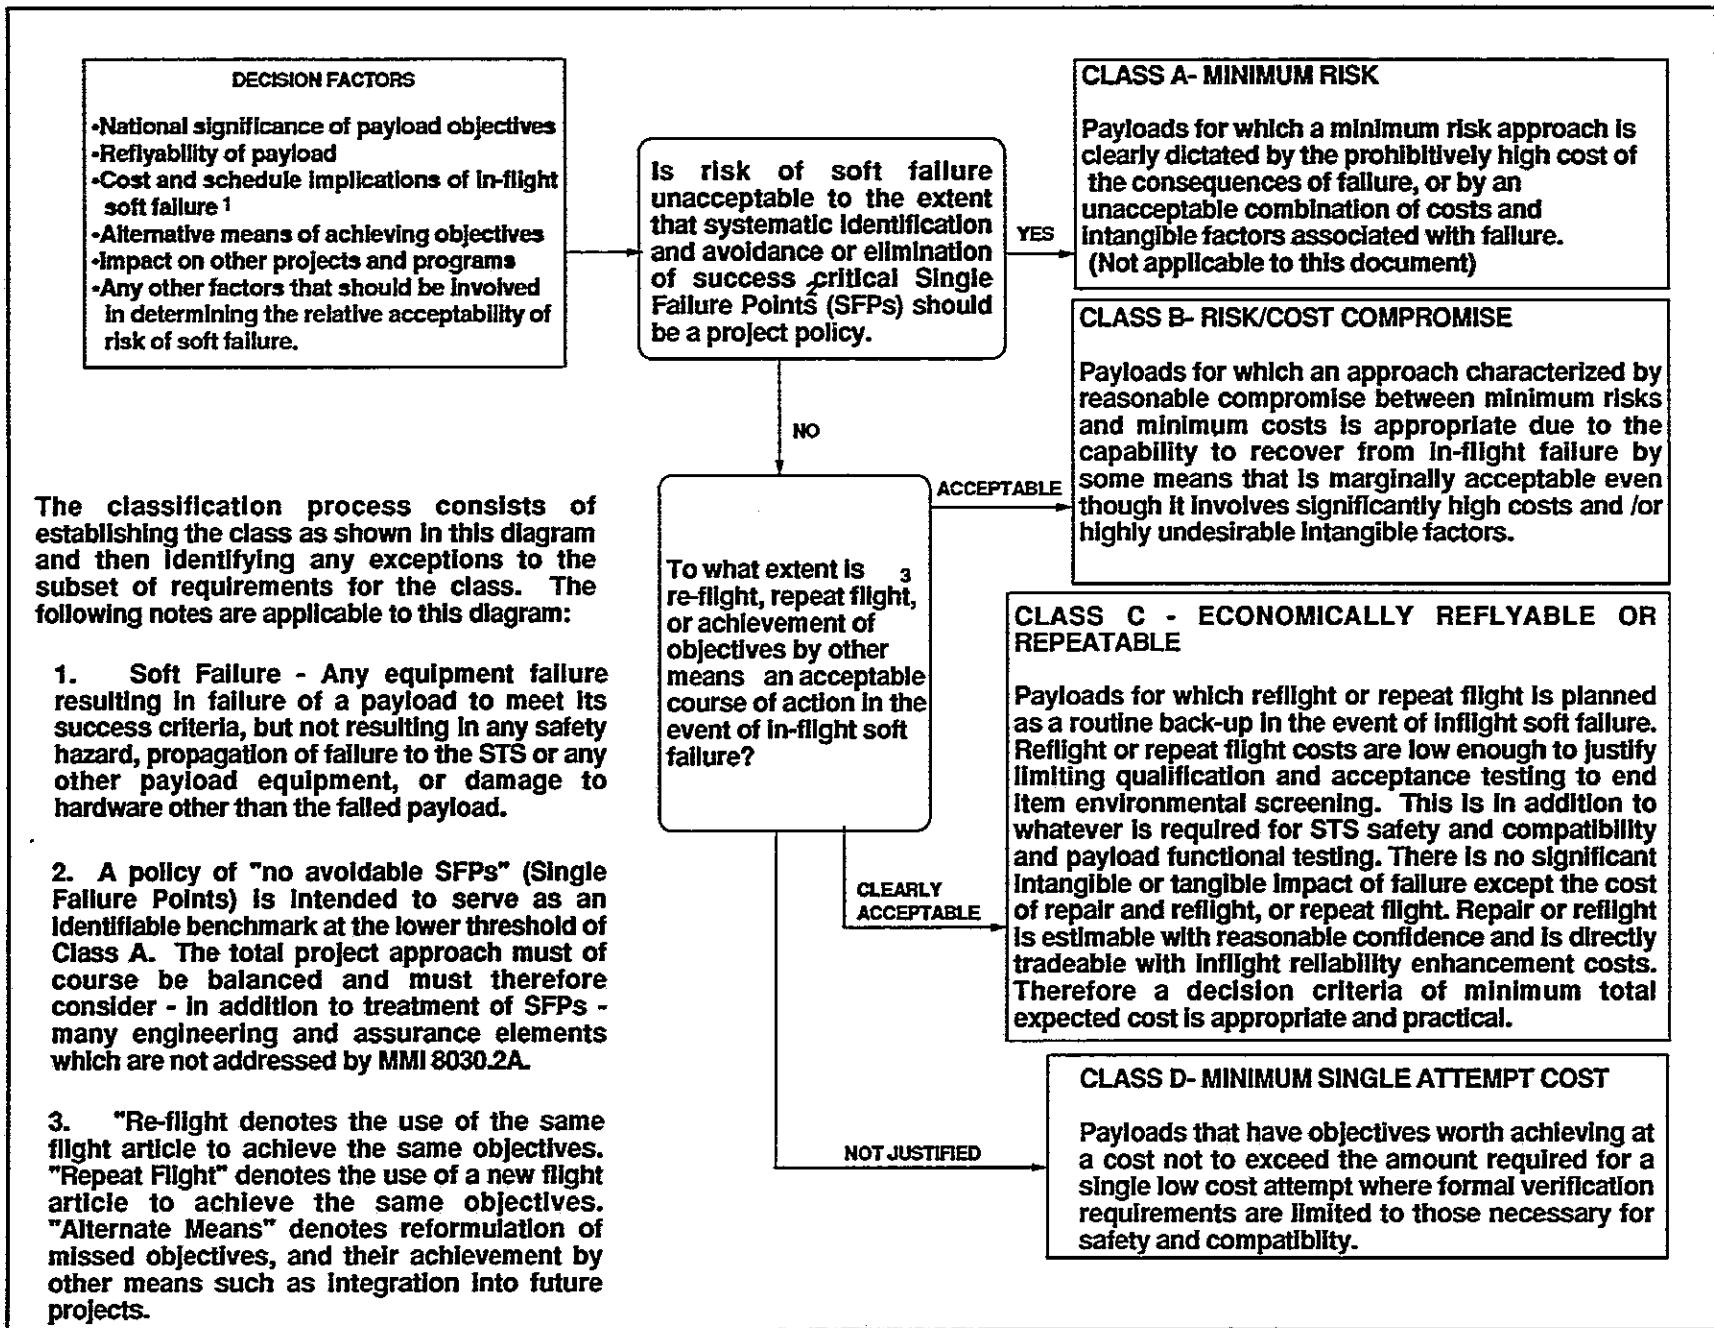 DECISION FACTORS
•National significance of payload objectives
•Reflyability of payload
•Cost and schedule implications of in-flight
soft failure 1
•Alternative means of achieving objectives
•Impact on other projects and programs
•Any other factors that should be involved
in determining the relative acceptability of
risk of soft failure.
Is risk of soft failure
unacceptable to the extent
that systematic identification
and avoidance or elimination
of success critical Single
2
Failure Points (SFPs) should
be a project policy.
YES
NO
CLASS A- MINIMUM RISK
Payloads for which a minimum risk approach is
clearly dictated by the prohibitively high cost of
the consequences of failure, or by an
unacceptable combination of costs and
intangible factors associated with failure.
(Not applicable to this document)
CLASS B- RISK/COST COMPROMISE
Payloads for which an approach characterized by
reasonable compromise between minimum risks
and minimum costs is appropriate due to the
capability to recover from in-flight failure by
some means that is marginally acceptable even
though it involves significantly high costs and /or
highly undesirable intangible factors.
ACCEPTABLE
To what extent is 3
re-flight, repeat flight,
or achievement of
objectives by other
means an acceptable
course of action in the
event of in-flight soft
failure?
CLEARLY
ACCEPTABLE
NOT JUSTIFIED
CLASS C - ECONOMICALLY REFLYABLE OR
REPEATABLE
Payloads for which reflight or repeat flight is planned
as a routine back-up in the event of inflight soft failure.
Reflight or repeat flight costs are low enough to justify
limiting qualification and acceptance testing to end
item environmental screening. This is in addition to
whatever is required for STS safety and compatibility
and payload functional testing. There is no significant
intangible or tangible impact of failure except the cost
of repair and reflight, or repeat flight. Repair or reflight
is estimable with reasonable confidence and is directly
tradeable with inflight reliability enhancement costs.
Therefore a decision criteria of minimum total
expected cost is appropriate and practical.
CLASS D- MINIMUM SINGLE ATTEMPT COST
Payloads that have objectives worth achieving at
a cost not to exceed the amount required for a
single low cost attempt where formal verification
requirements are limited to those necessary for
safety and compatiblity.
The classification process consists of
establishing the class as shown in this diagram
and then identifying any exceptions to the
subset of requirements for the class. The
following notes are applicable to this diagram:
1. Soft Failure - Any equipment failure
resulting in failure of a payload to meet its
success criteria, but not resulting in any safety
hazard, propagation of failure to the STS or any
other payload equipment, or damage to
hardware other than the failed payload.
2. A policy of "no avoidable SFPs" (Single
Failure Points) is intended to serve as an
identifiable benchmark at the lower threshold of
Class A. The total project approach must of
course be balanced and must therefore
consider - in addition to treatment of SFPs -
many engineering and assurance elements
which are not addressed by MMI 8030.2A.
3. "Re-flight denotes the use of the same
flight article to achieve the same objectives.
"Repeat Flight" denotes the use of a new flight
article to achieve the same objectives.
"Alternate Means" denotes reformulation of
missed objectives, and their achievement by
other means such as integration into future
projects.